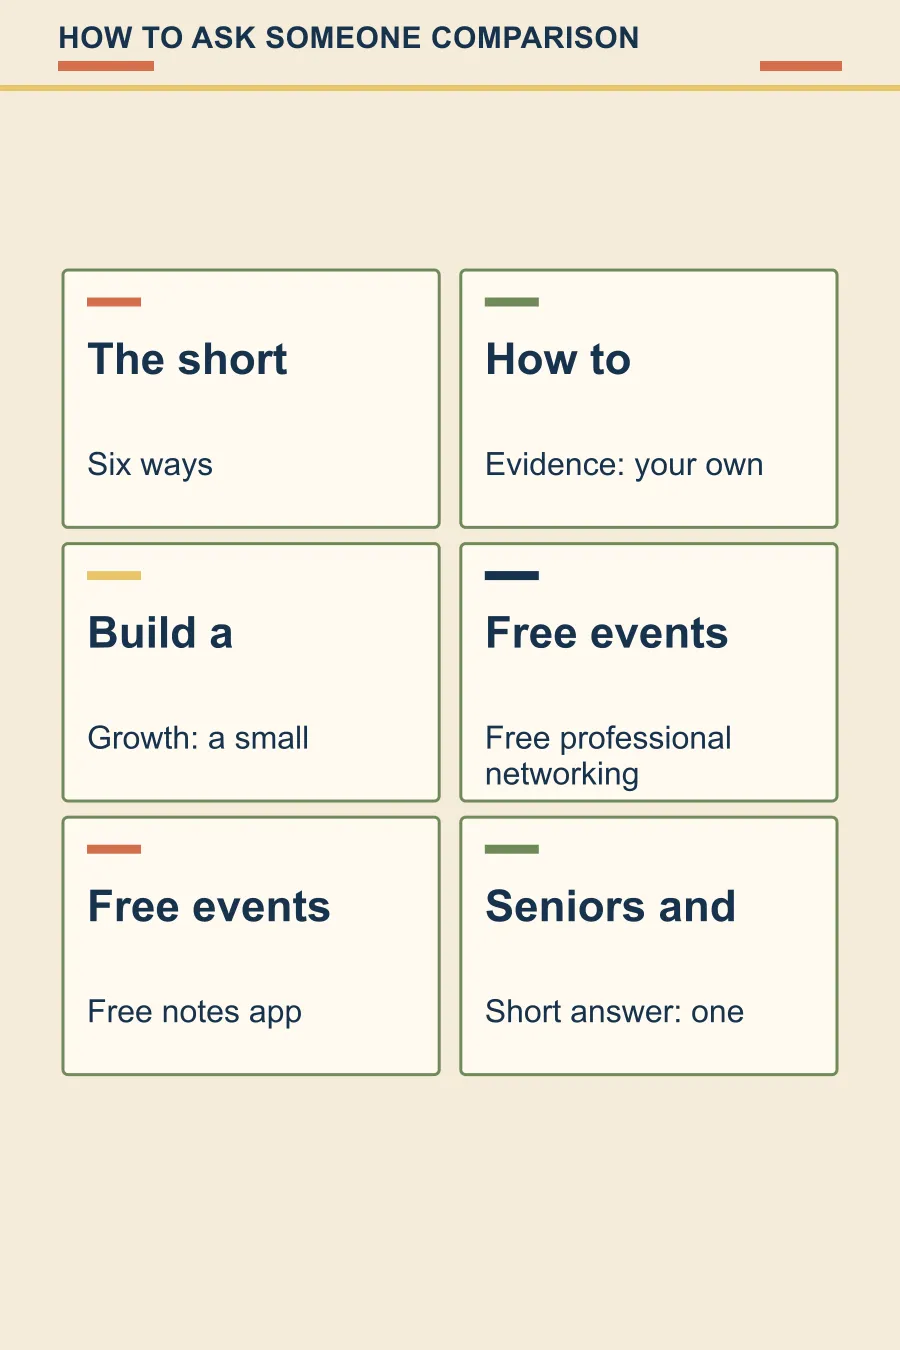 HOW TO ASK SOMEONE COMPARISON
The short
Six ways
How to
Evidence: your own
Build a
Growth: a small
Free events
Free professional
networking
Free events
Free notes app
Seniors and
Short answer: one